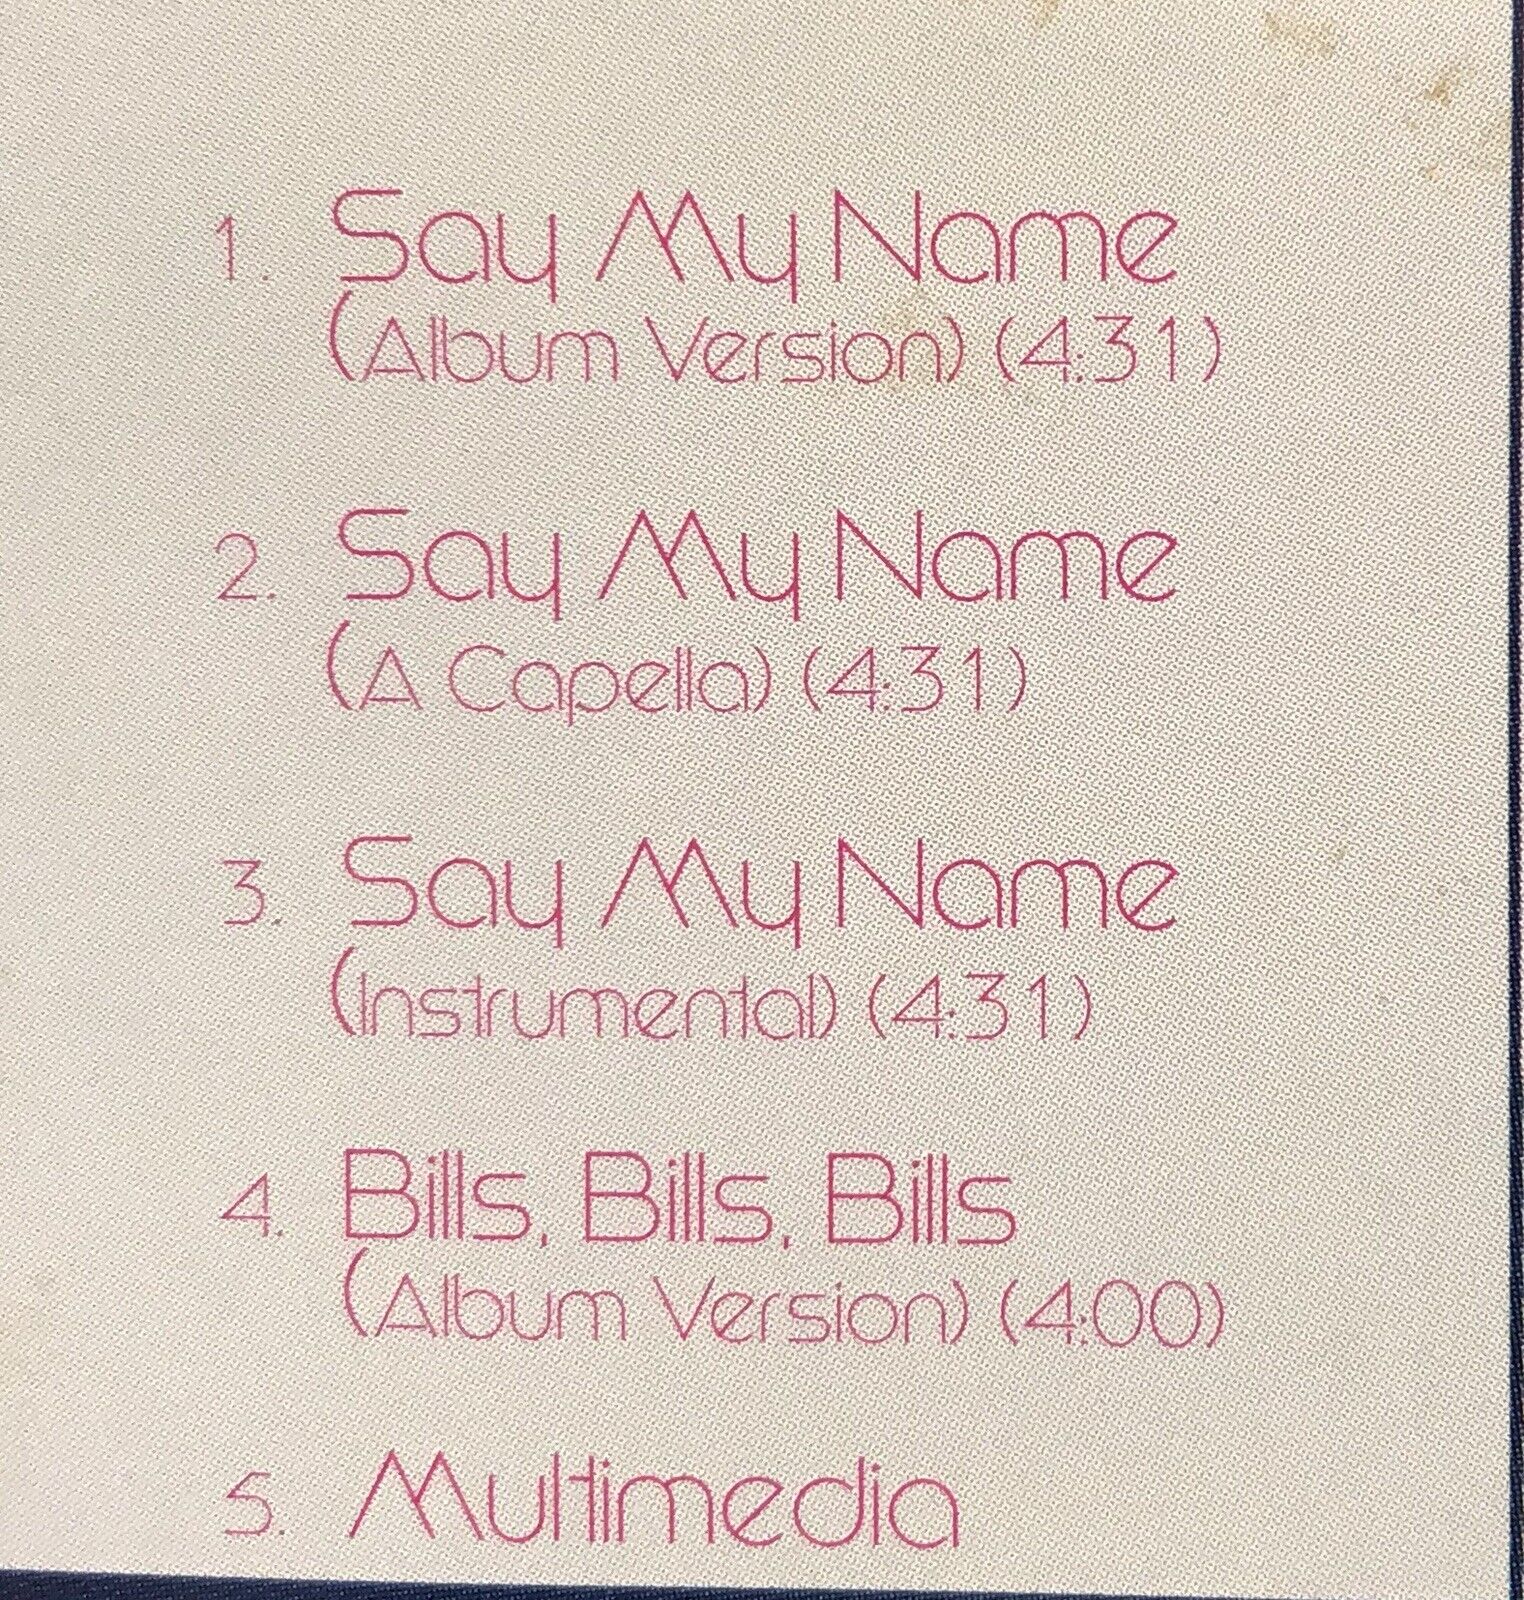 1. Say My Name
(Album Version) (4:31)
2. Say My Name
(A Capella) (4:31)
3. Say My Name
(Instrumental) (4:31)
4. Bills, Bills, Bills
(Album Version) (4:00)
5. Multimedia